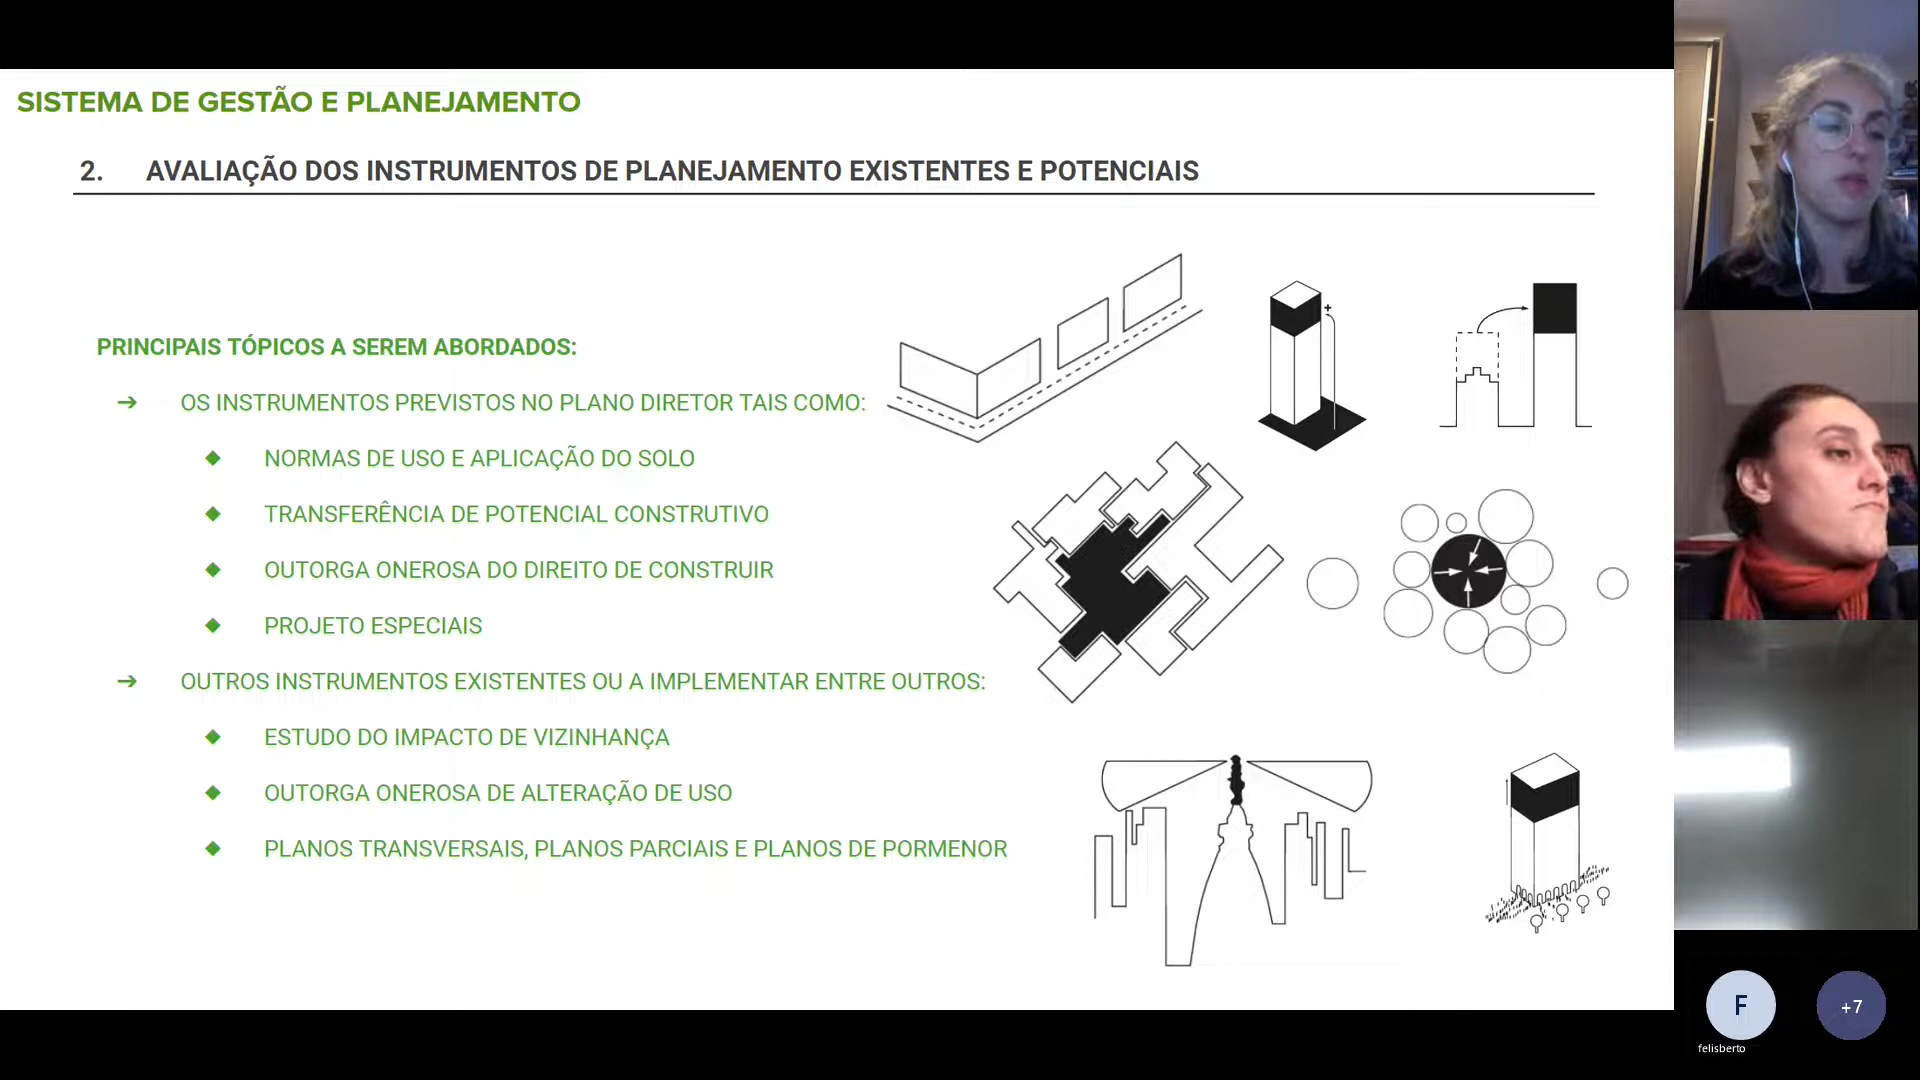 SISTEMA DE GESTÃO E PLANEJAMENTO
2. AVALIAÇÃO DOS INSTRUMENTOS DE PLANEJAMENTO EXISTENTES E POTENCIAIS
PRINCIPAIS TÓPICOS A SEREM ABORDADOS:
➔ OS INSTRUMENTOS PREVISTOS NO PLANO DIRETOR TAIS COMO:
◆ NORMAS DE USO E APLICAÇÃO DO SOLO
◆ TRANSFERÊNCIA DE POTENCIAL CONSTRUTIVO
◆ OUTORGA ONEROSA DO DIREITO DE CONSTRUIR
◆ PROJETO ESPECIAIS
➔ OUTROS INSTRUMENTOS EXISTENTES OU A IMPLEMENTAR ENTRE OUTROS:
◆ ESTUDO DO IMPACTO DE VIZINHANÇA
◆ OUTORGA ONEROSA DE ALTERAÇÃO DE USO
◆ PLANOS TRANSVERSAIS, PLANOS PARCIAIS E PLANOS DE PORMENOR
+
F
+7
felisberto